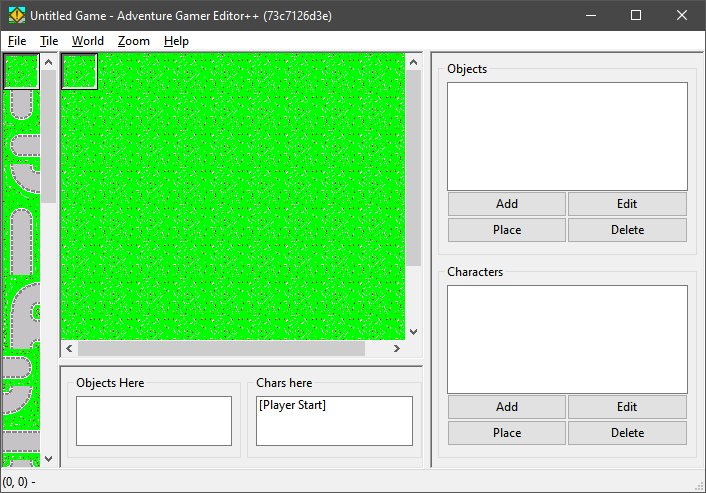 Untitled Game - Adventure Gamer Editor++ (73c7126d3e)
File Tile World Zoom Help
Objects
Add Edit
Place Delete
Characters
Add Edit
Place Delete
Objects Here
Chars here
[Player Start]
(0, 0) -